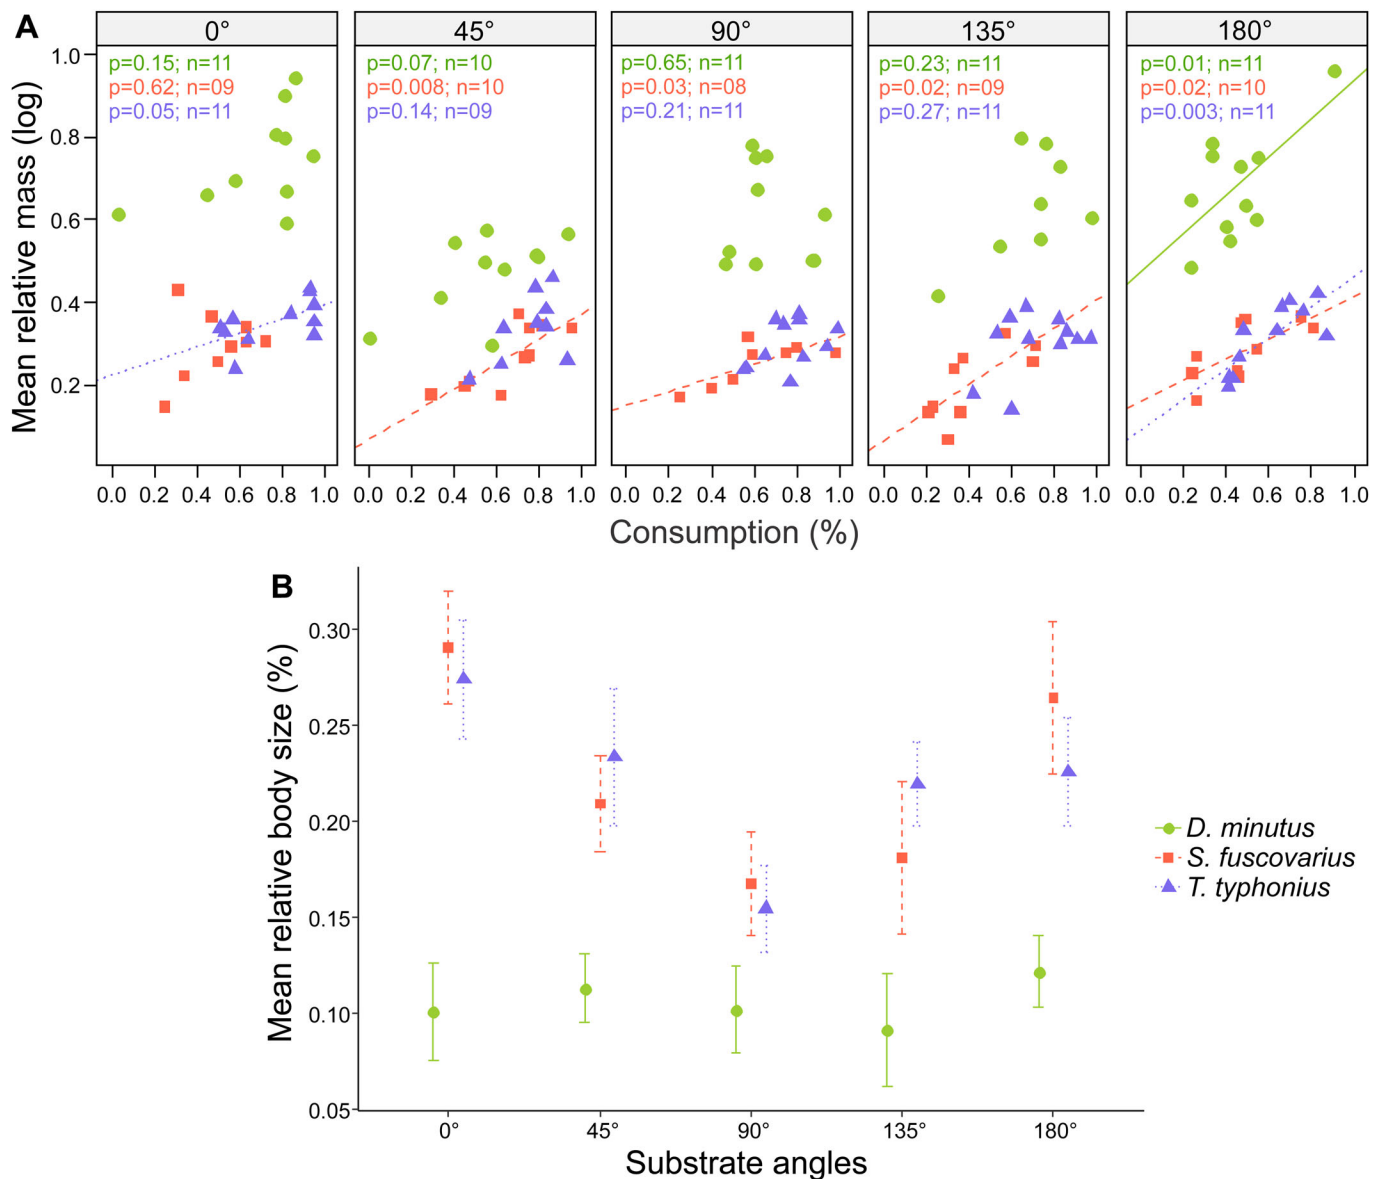 A
0°
45°
90°
135°
180°
p=0.15; n=11
p=0.62; n=09
p=0.05; n=11
p=0.07; n=10
p=0.008; n=10
p=0.14; n=09
p=0.65; n=11
p=0.03; n=08
p=0.21; n=11
p=0.23; n=11
p=0.02; n=09
p=0.27; n=11
p=0.01; n=11
p=0.02; n=10
p=0.003; n=11
Mean relative mass (log)
1.0
0.8
0.6
0.4
0.2
0.0 0.2 0.4 0.6 0.8 1.0
0.0 0.2 0.4 0.6 0.8 1.0
0.0 0.2 0.4 0.6 0.8 1.0
0.0 0.2 0.4 0.6 0.8 1.0
0.0 0.2 0.4 0.6 0.8 1.0
Consumption (%)
B
Mean relative body size (%)
0.30
0.25
0.20
0.15
0.10
0.05
0° 45° 90° 135° 180°
Substrate angles
D. minutus
S. fuscovarius
T. typhonius